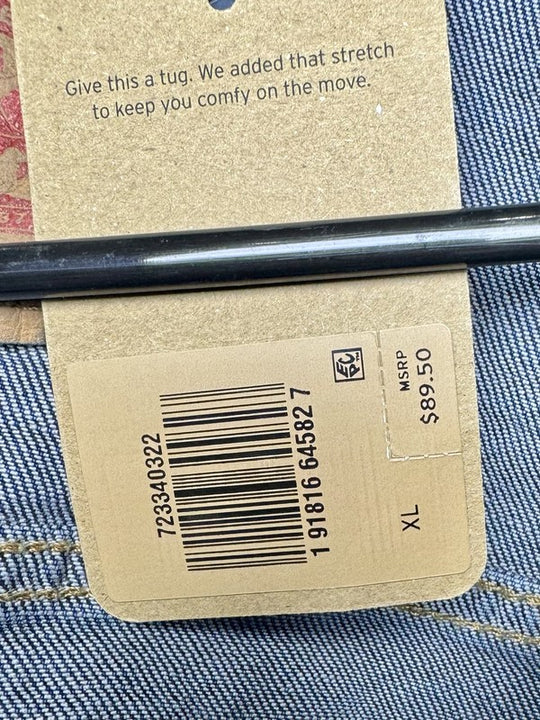 Give this a tug. We added that stretch
to keep you comfy on the move.
723340322
1 91816 64582 7
MSRP
$89.50
XL